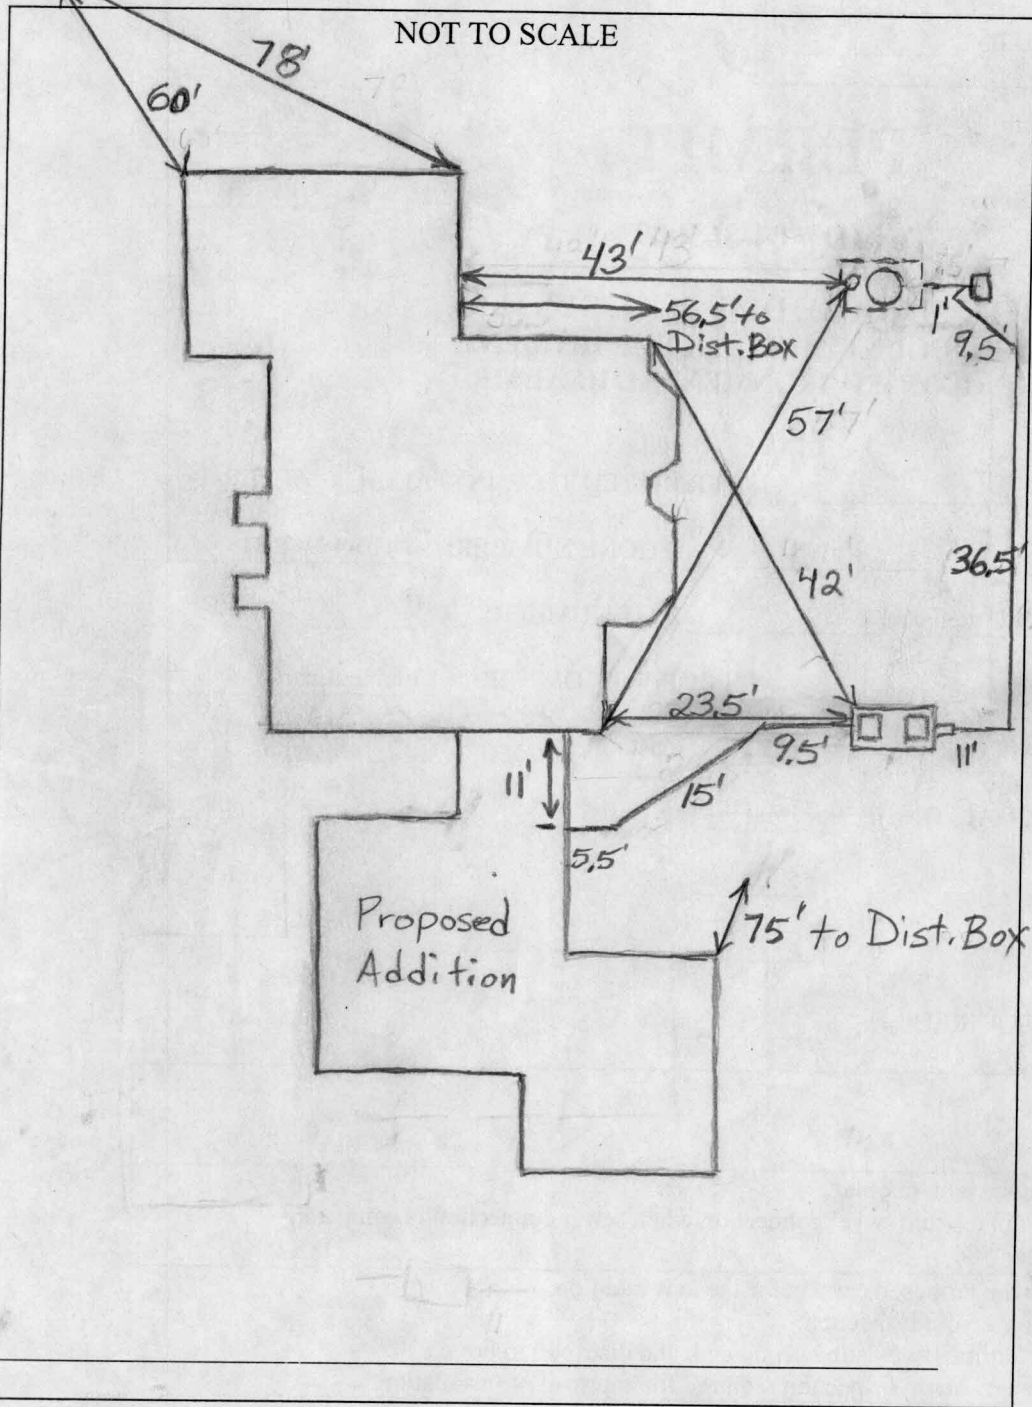 NOT TO SCALE
78'
60'
43'
56.5' to
Dist. Box
1'
9.5'
57'
42'
36.5'
23.5'
9.5'
11'
11'
15'
5.5'
Proposed
Addition
75' to Dist. Box